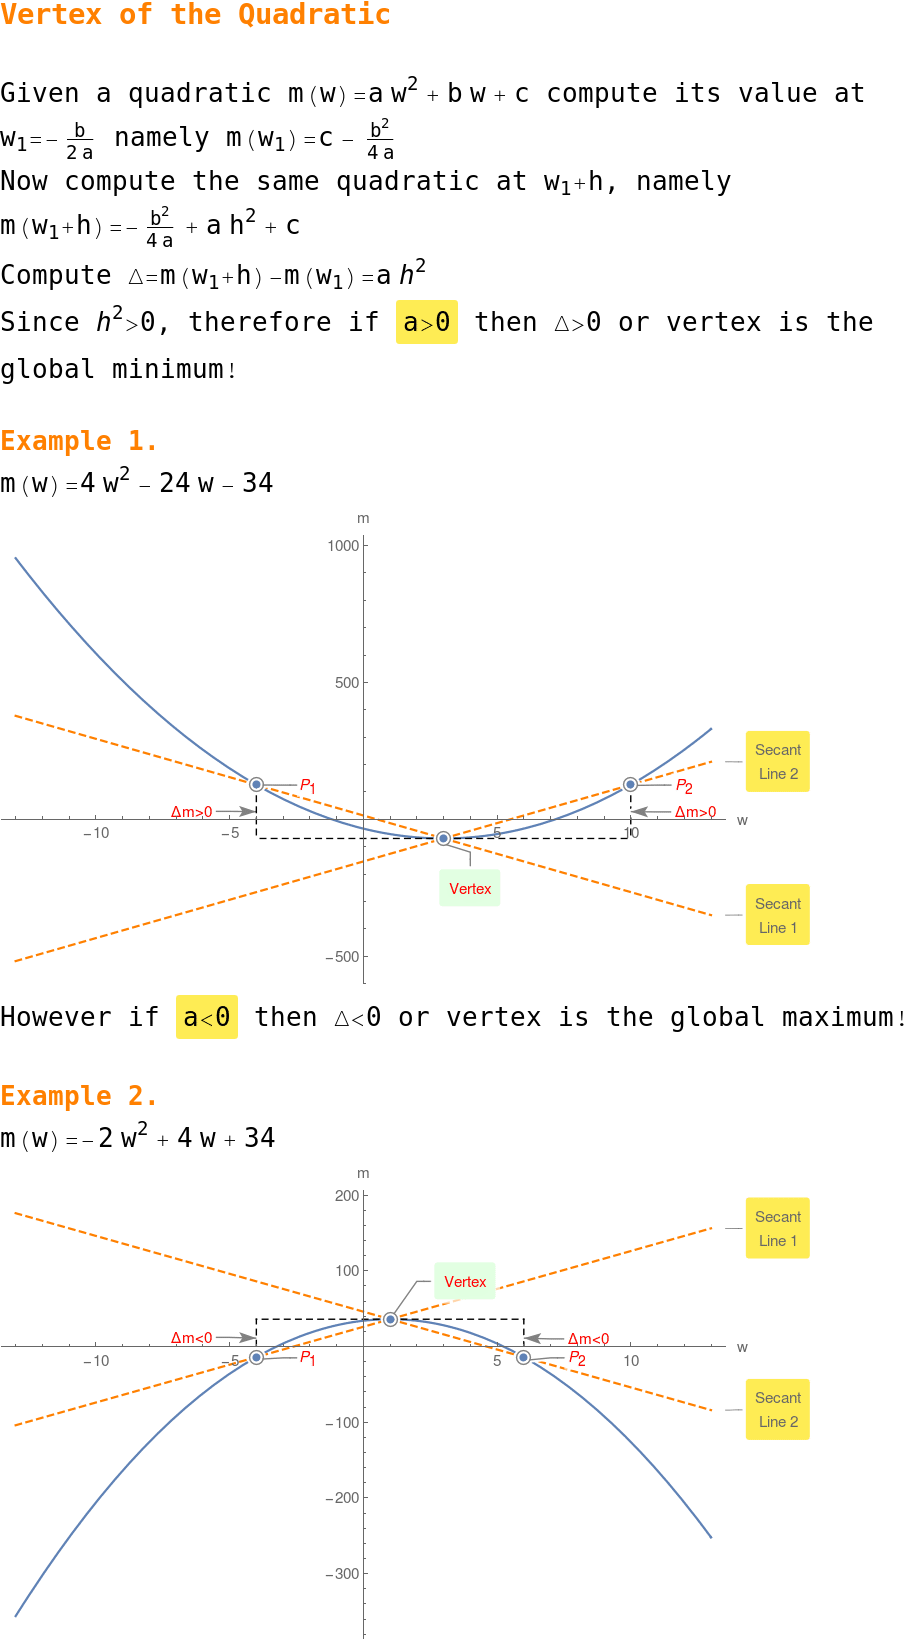 Vertex of the Quadratic
Given a quadratic m(w)=a w² + b w + c compute its value at
w₁=- b/(2 a) namely m(w₁)=c - b²/(4 a)
Now compute the same quadratic at w₁+h, namely
m(w₁+h)=- b²/(4 a) + a h² + c
Compute Δ=m(w₁+h)-m(w₁)=a h²
Since h²>0, therefore if a>0 then Δ>0 or vertex is the
global minimum!
Example 1.
m(w)=4 w² - 24 w - 34
m
1000
500
Secant
Line 2
P₁
P₂
Δm>0
Δm>0
w
-10
-5
5
10
Vertex
Secant
Line 1
-500
However if a<0 then Δ<0 or vertex is the global maximum!
Example 2.
m(w)=-2 w² + 4 w + 34
m
200
Secant
Line 1
100
Vertex
Δm<0
Δm<0
w
-10
-5
P₁
5
P₂
10
Secant
Line 2
-100
-200
-300